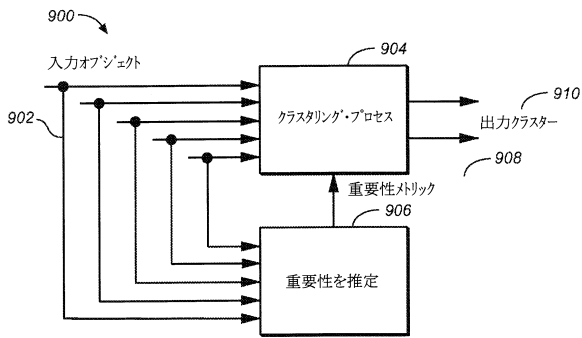 900
904
入力オブジェクト
902
クラスタリング・プロセス
910
出力クラスター
908
重要性メトリック
906
重要性を推定